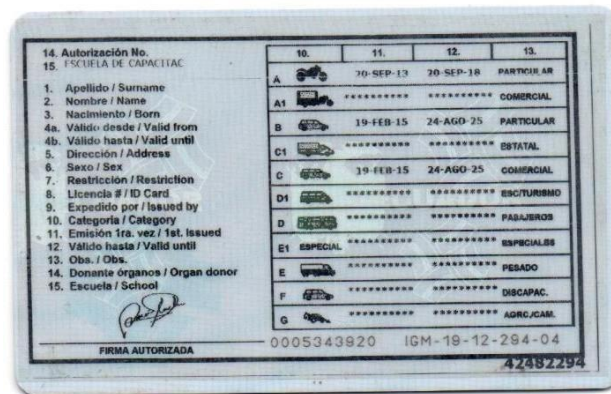 14. Autorización No.
15. ESCUELA DE CAPACITAC
1. Apellido / Surname
2. Nombre / Name
3. Nacimiento / Born
4a. Válido desde / Valid from
4b. Válido hasta / Valid until
5. Dirección / Address
6. Sexo / Sex
7. Restricción / Restriction
8. Licencia # / ID Card
9. Expedido por / Issued by
10. Categoría / Category
11. Emisión 1ra. vez / 1st. Issued
12. Válido hasta / Valid until
13. Obs. / Obs.
14. Donante órganos / Organ donor
15. Escuela / School
FIRMA AUTORIZADA
10. 11. 12. 13.
A 20-SEP-13 20-SEP-18 PARTICULAR
A1 ********** ********** COMERCIAL
B 19-FEB-15 24-AGO-25 PARTICULAR
C1 ********** ********** ESTATAL
C 19-FEB-15 24-AGO-25 COMERCIAL
D1 ********** ********** ESC/TURISMO
D ********** ********** PASAJEROS
E1 ESPECIAL ********** ********** ESPECIALES
E ********** ********** PESADO
F ********** ********** DISCAPAC.
G ********** ********** AGRC./CAM.
0005343920 IGM-19-12-294-04
42482294